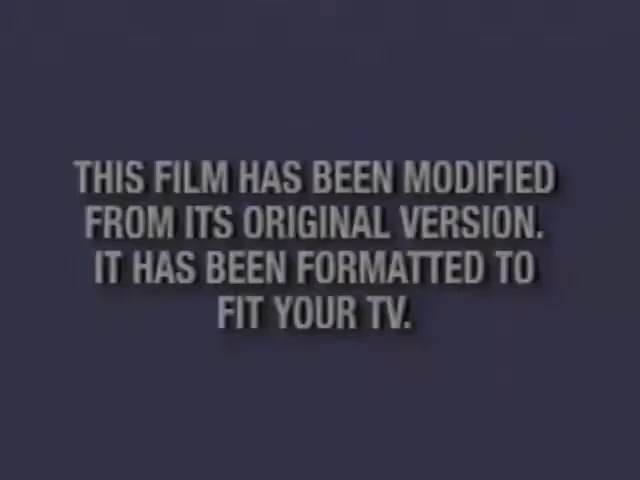 THIS FILM HAS BEEN MODIFIED
FROM ITS ORIGINAL VERSION.
IT HAS BEEN FORMATTED TO
FIT YOUR TV.